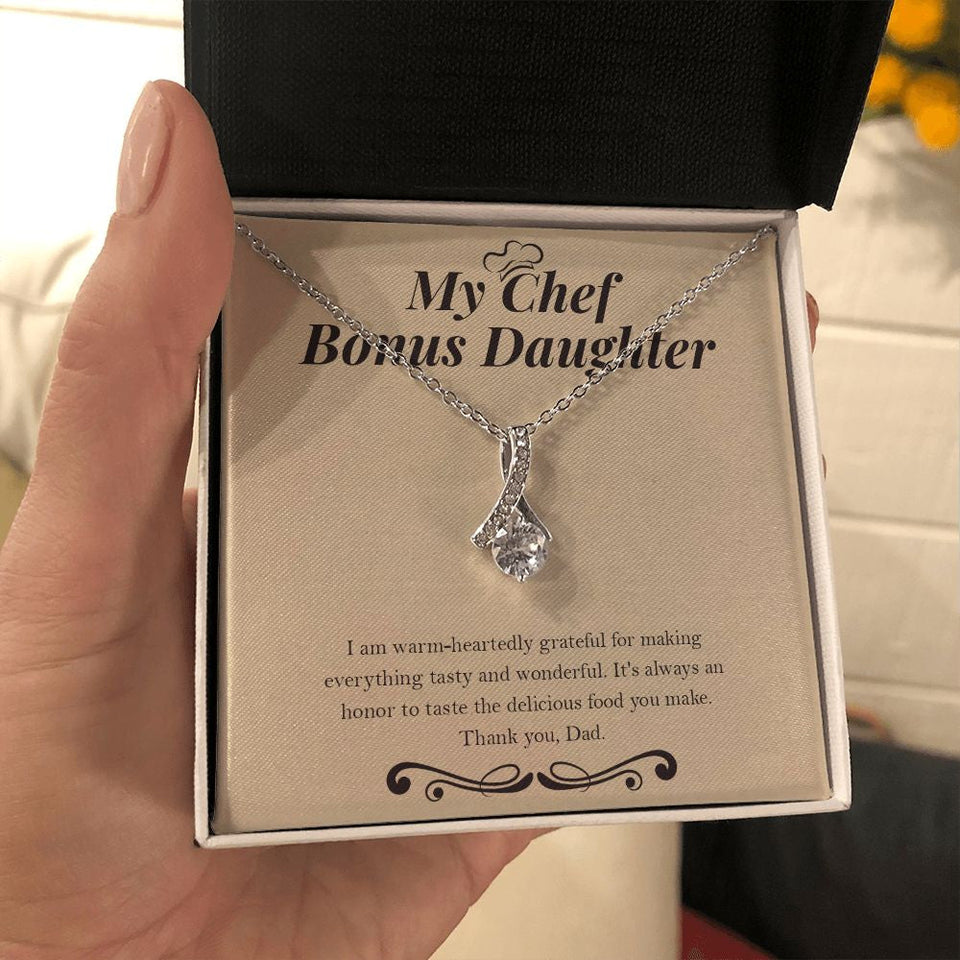 My Chef
Bonus Daughter
I am warm-heartedly grateful for making
everything tasty and wonderful. It's always an
honor to taste the delicious food you make.
Thank you, Dad.